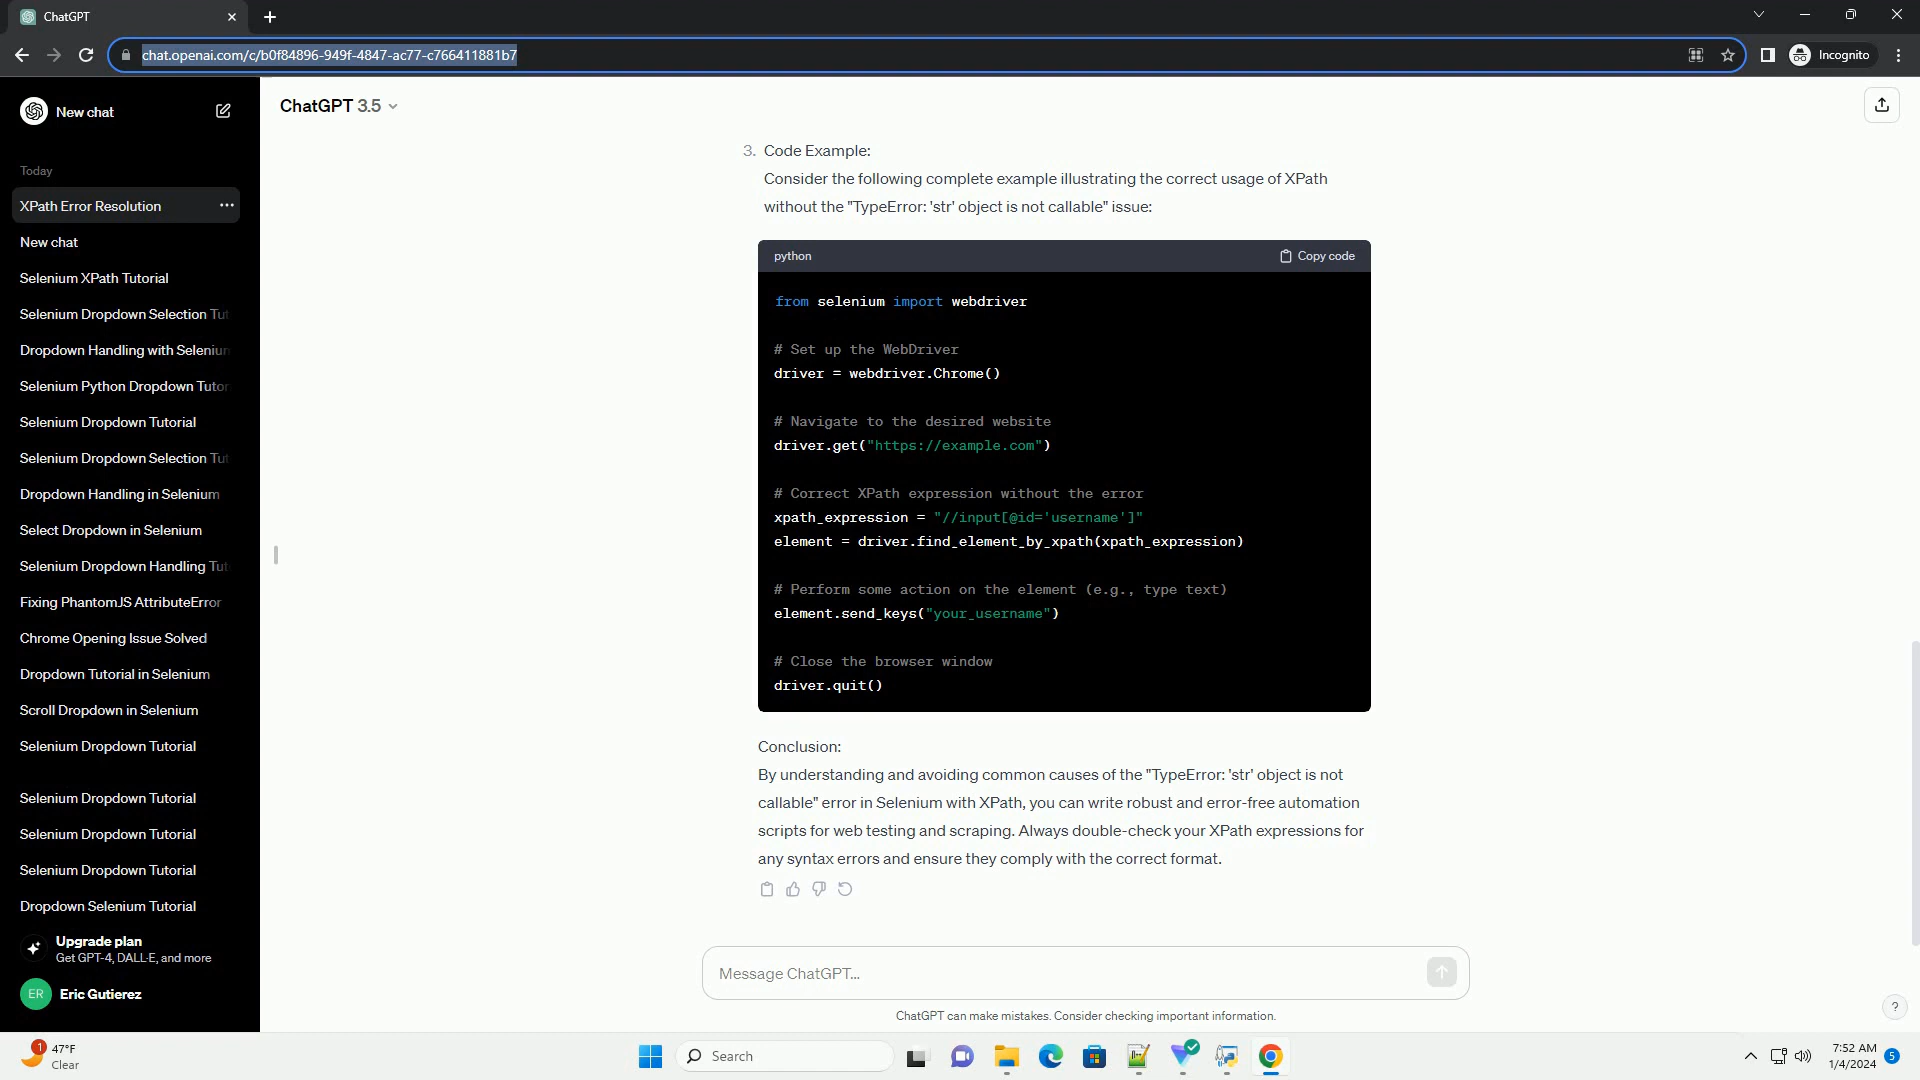 ChatGPT
chat.openai.com/c/b0f84896-949f-4847-ac77-c766411881b7
Incognito
New chat
Today
XPath Error Resolution
New chat
Selenium XPath Tutorial
Selenium Dropdown Selection Tut
Dropdown Handling with Selenium
Selenium Python Dropdown Tutor
Selenium Dropdown Tutorial
Selenium Dropdown Selection Tut
Dropdown Handling in Selenium
Select Dropdown in Selenium
Selenium Dropdown Handling Tut
Fixing PhantomJS AttributeError
Chrome Opening Issue Solved
Dropdown Tutorial in Selenium
Scroll Dropdown in Selenium
Selenium Dropdown Tutorial
Selenium Dropdown Tutorial
Selenium Dropdown Tutorial
Selenium Dropdown Tutorial
Dropdown Selenium Tutorial
Upgrade plan
Get GPT-4, DALL·E, and more
ER
Eric Gutierez
ChatGPT 3.5
3. Code Example:
Consider the following complete example illustrating the correct usage of XPath
without the "TypeError: 'str' object is not callable" issue:
python
Copy code
from selenium import webdriver
# Set up the WebDriver
driver = webdriver.Chrome()
# Navigate to the desired website
driver.get("https://example.com")
# Correct XPath expression without the error
xpath_expression = "//input[@id='username']"
element = driver.find_element_by_xpath(xpath_expression)
# Perform some action on the element (e.g., type text)
element.send_keys("your_username")
# Close the browser window
driver.quit()
Conclusion:
By understanding and avoiding common causes of the "TypeError: 'str' object is not
callable" error in Selenium with XPath, you can write robust and error-free automation
scripts for web testing and scraping. Always double-check your XPath expressions for
any syntax errors and ensure they comply with the correct format.
Message ChatGPT...
ChatGPT can make mistakes. Consider checking important information.
?
1
47°F
Clear
Search
7:52 AM
1/4/2024
5